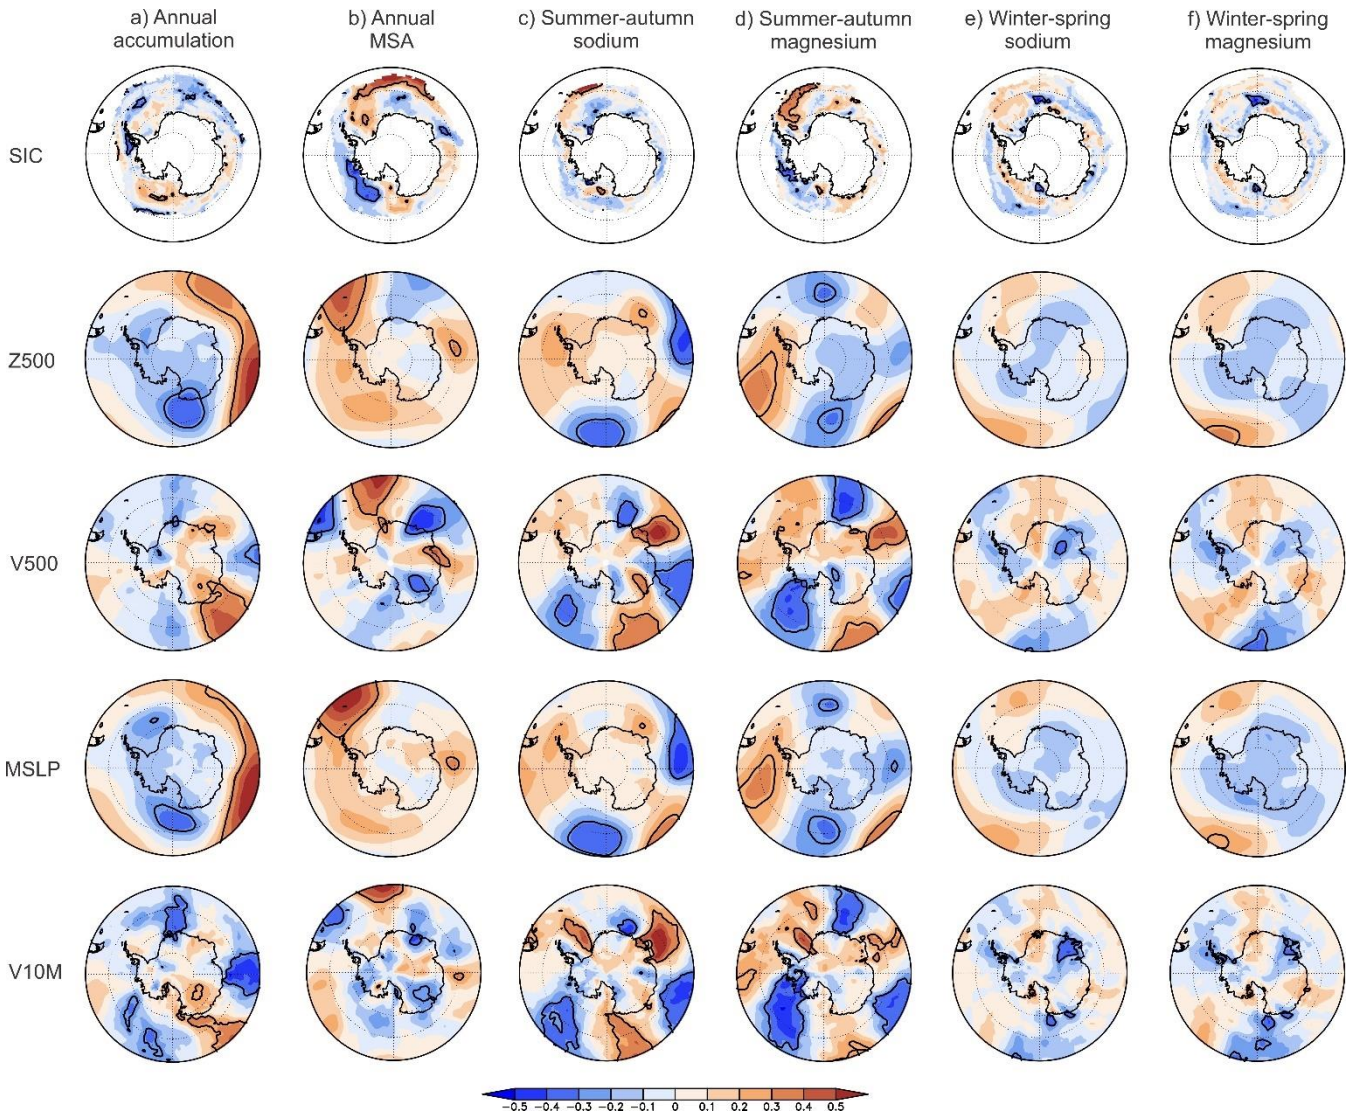 a) Annual
accumulation
b) Annual
MSA
c) Summer-autumn
sodium
d) Summer-autumn
magnesium
e) Winter-spring
sodium
f) Winter-spring
magnesium
SIC
Z500
V500
MSLP
V10M
−0.5 −0.4 −0.3 −0.2 −0.1 0 0.1 0.2 0.3 0.4 0.5